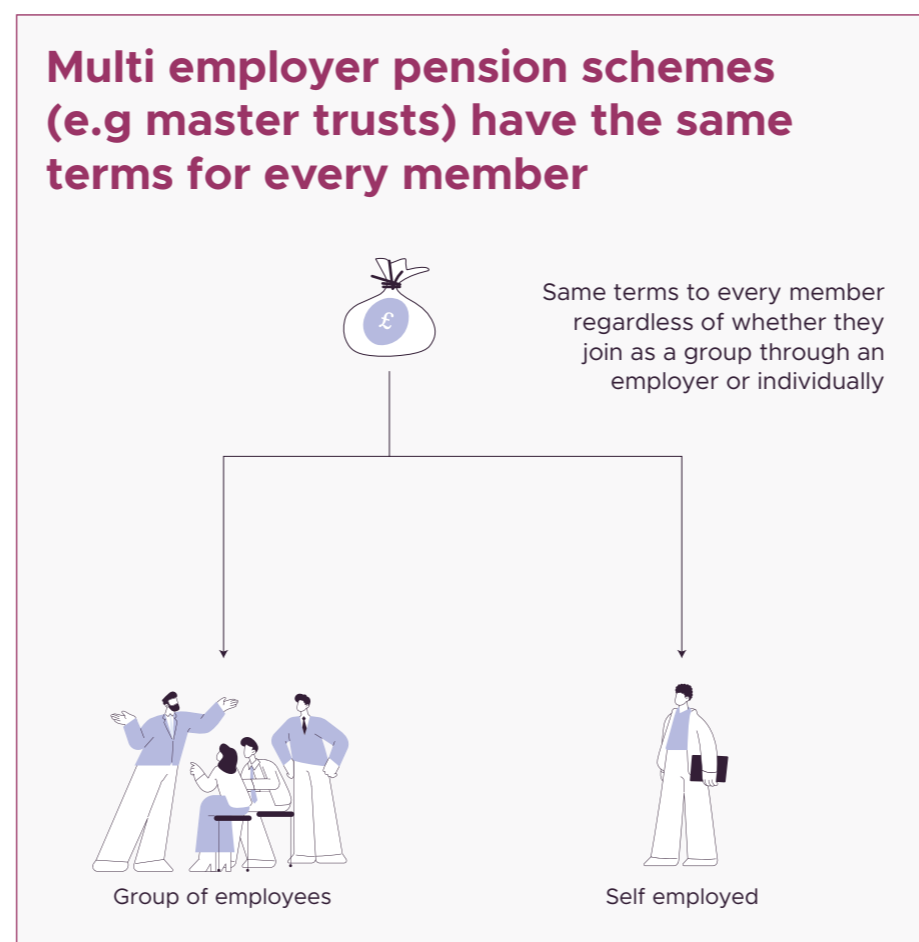 Multi employer pension schemes
(e.g master trusts) have the same
terms for every member
£
Same terms to every member
regardless of whether they
join as a group through an
employer or individually
Group of employees
Self employed